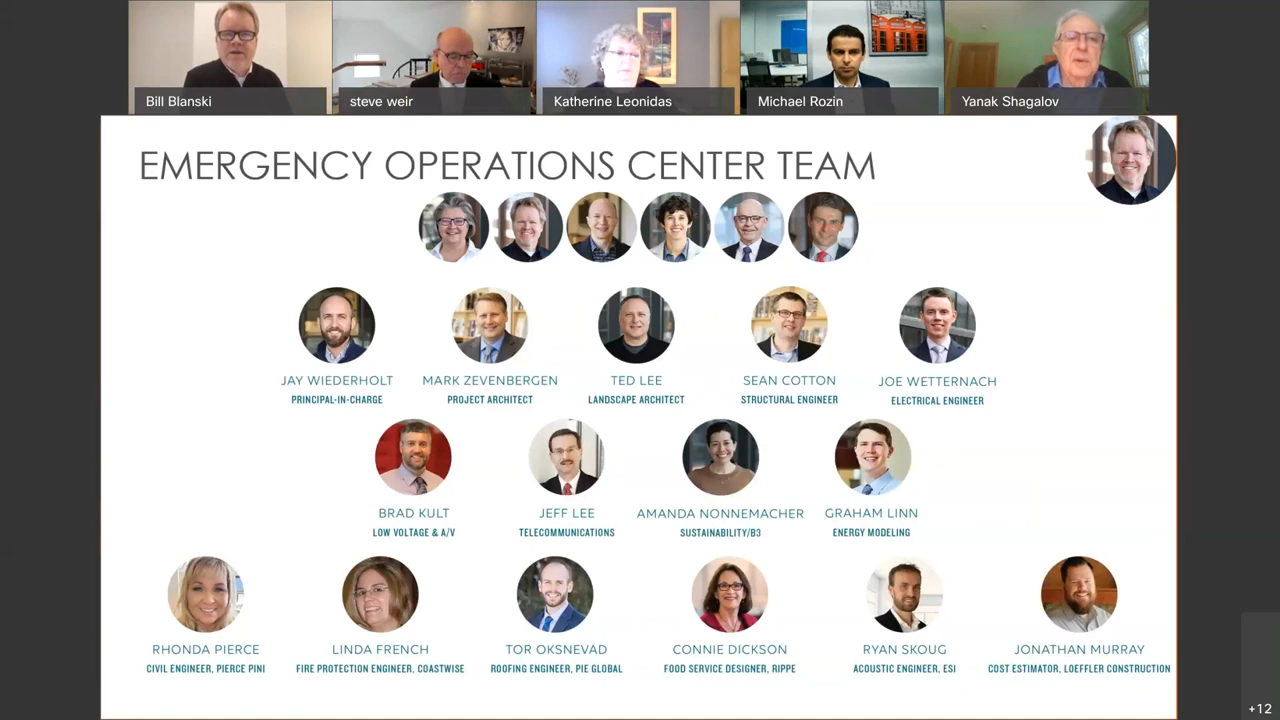 Bill Blanski
steve weir
Katherine Leonidas
Michael Rozin
Yanak Shagalov
EMERGENCY OPERATIONS CENTER TEAM
JAY WIEDERHOLT
PRINCIPAL-IN-CHARGE
MARK ZEVENBERGEN
PROJECT ARCHITECT
TED LEE
LANDSCAPE ARCHITECT
SEAN COTTON
STRUCTURAL ENGINEER
JOE WETTERNACH
ELECTRICAL ENGINEER
BRAD KULT
LOW VOLTAGE & A/V
JEFF LEE
TELECOMMUNICATIONS
AMANDA NONNEMACHER
SUSTAINABILITY/B3
GRAHAM LINN
ENERGY MODELING
RHONDA PIERCE
CIVIL ENGINEER, PIERCE PINI
LINDA FRENCH
FIRE PROTECTION ENGINEER, COASTWISE
TOR OKSNEVAD
ROOFING ENGINEER, PIE GLOBAL
CONNIE DICKSON
FOOD SERVICE DESIGNER, RIPPE
RYAN SKOUG
ACOUSTIC ENGINEER, ESI
JONATHAN MURRAY
COST ESTIMATOR, LOEFFLER CONSTRUCTION
+12